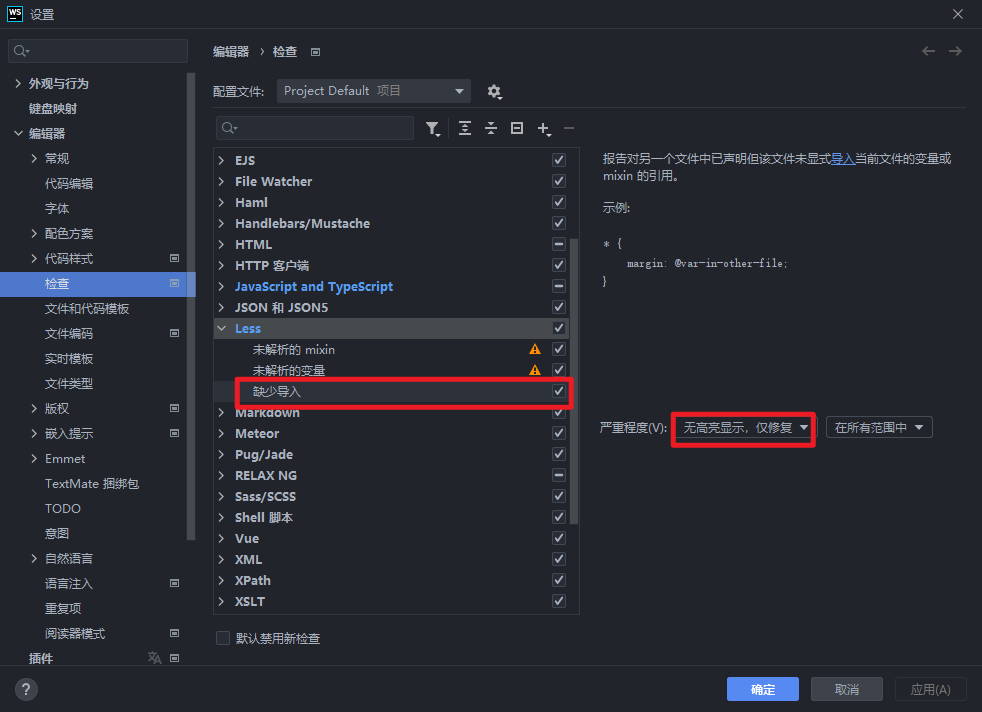 WS 设置
外观与行为
键盘映射
编辑器
常规
代码编辑
字体
配色方案
代码样式
检查
文件和代码模板
文件编码
实时模板
文件类型
版权
嵌入提示
Emmet
TextMate 捆绑包
TODO
意图
自然语言
语言注入
重复项
阅读器模式
插件
编辑器 › 检查
配置文件: Project Default 项目
EJS
File Watcher
Haml
Handlebars/Mustache
HTML
HTTP 客户端
JavaScript and TypeScript
JSON 和 JSON5
Less
未解析的 mixin
未解析的变量
缺少导入
Markdown
Meteor
Pug/Jade
RELAX NG
Sass/SCSS
Shell 脚本
Vue
XML
XPath
XSLT
默认禁用新检查
报告对另一个文件中已声明但该文件未显式导入当前文件的变量或
mixin 的引用。
示例:
* {
margin: @var-in-other-file;
}
严重程度(V): 无高亮显示，仅修复 在所有范围中
? 确定 取消 应用(A)